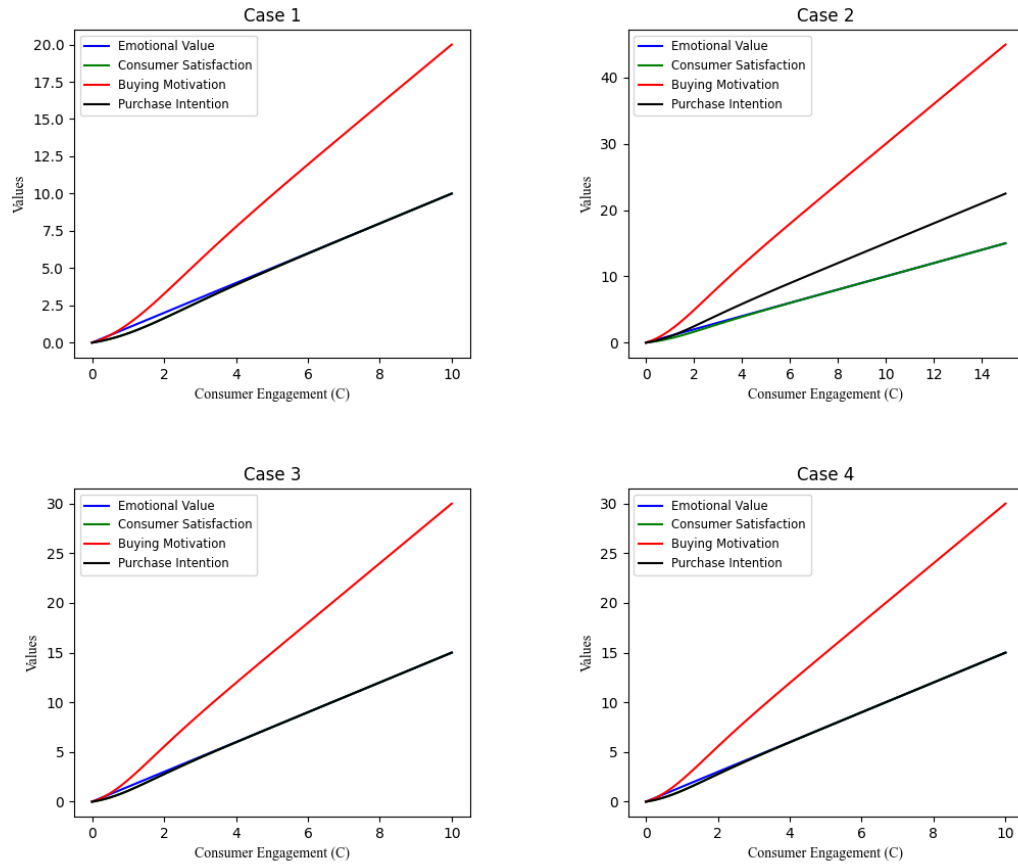 Case 1
20.0
17.5
15.0
12.5
10.0
7.5
5.0
2.5
0.0
Values
Emotional Value
Consumer Satisfaction
Buying Motivation
Purchase Intention
0 2 4 6 8 10
Consumer Engagement (C)
Case 2
40
30
20
10
0
Values
Emotional Value
Consumer Satisfaction
Buying Motivation
Purchase Intention
0 2 4 6 8 10 12 14
Consumer Engagement (C)
Case 3
30
25
20
15
10
5
0
Values
Emotional Value
Consumer Satisfaction
Buying Motivation
Purchase Intention
0 2 4 6 8 10
Consumer Engagement (C)
Case 4
30
25
20
15
10
5
0
Values
Emotional Value
Consumer Satisfaction
Buying Motivation
Purchase Intention
0 2 4 6 8 10
Consumer Engagement (C)